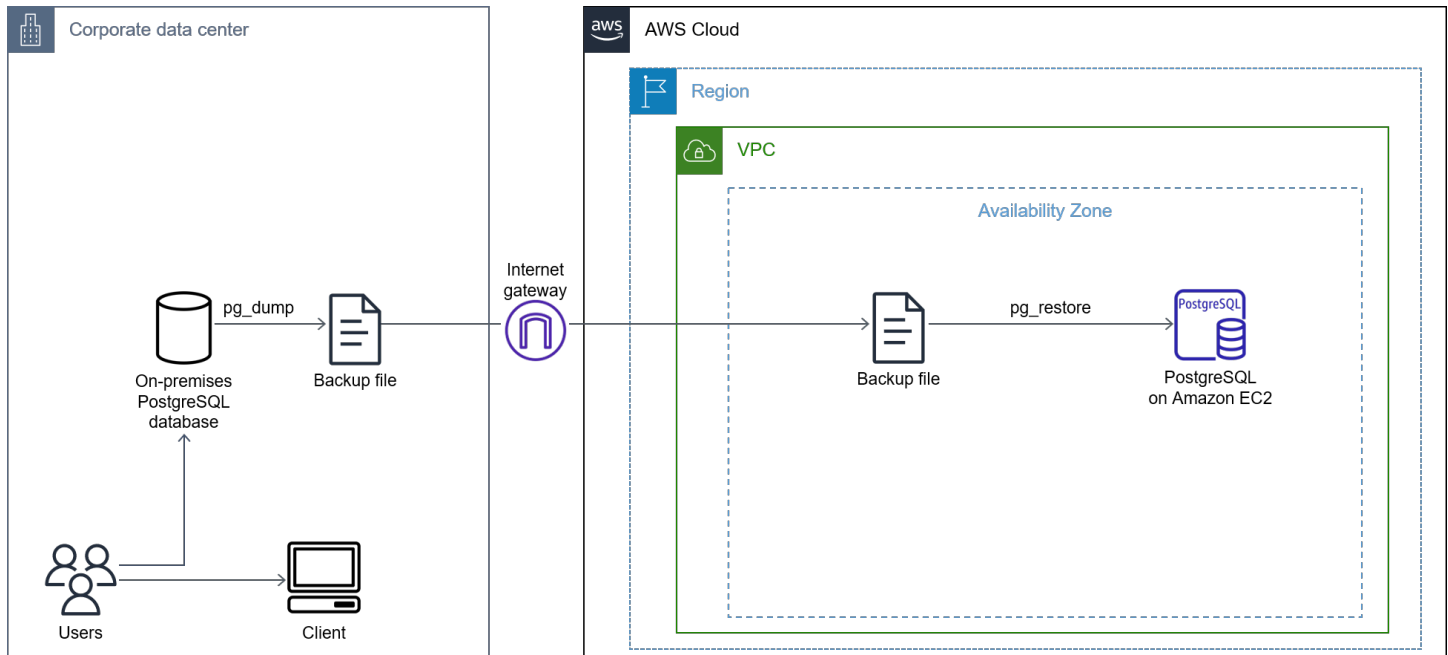 Corporate data center
aws
AWS Cloud
Region
VPC
Availability Zone
Internet
gateway
pg_dump
pg_restore
PostgreSQL
On-premises
PostgreSQL
database
Backup file
Backup file
PostgreSQL
on Amazon EC2
Users
Client